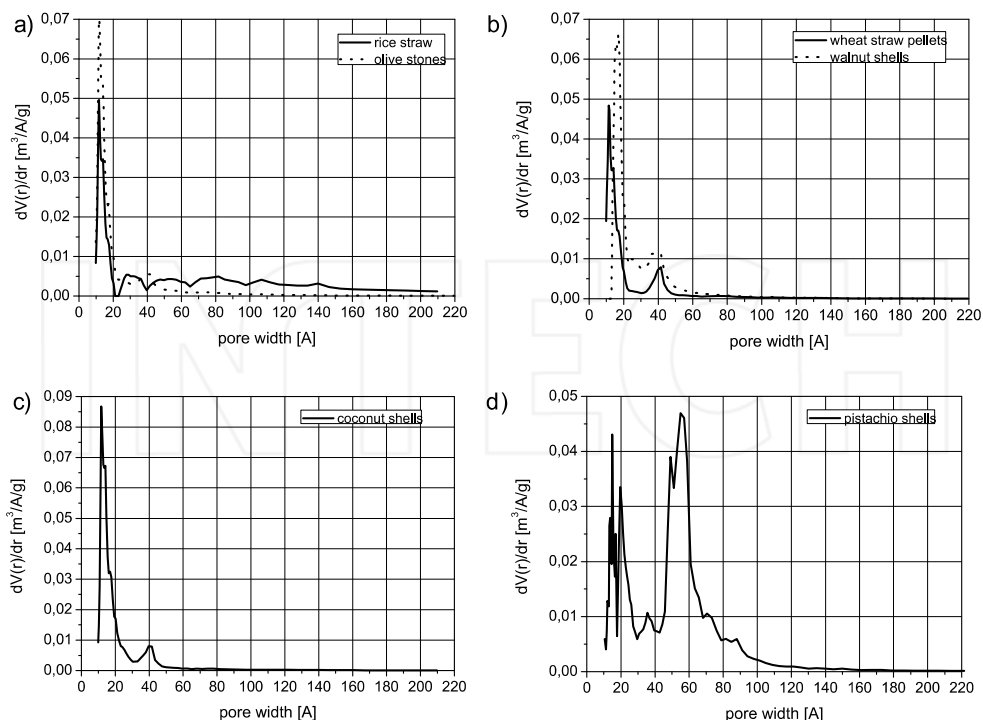 a)
0,07
0,06
0,05
0,04
0,03
0,02
0,01
0,00
dV(r)/dr [m³/A/g]
rice straw
olive stones
0 20 40 60 80 100 120 140 160 180 200 220
pore width [A]
b)
0,07
0,06
0,05
0,04
0,03
0,02
0,01
0,00
dV(r)/dr [m³/A/g]
wheat straw pellets
walnut shells
0 20 40 60 80 100 120 140 160 180 200 220
pore width [A]
INTECH
c)
0,09
0,08
0,07
0,06
0,05
0,04
0,03
0,02
0,01
0,00
dV(r)/dr [m³/A/g]
coconut shells
0 20 40 60 80 100 120 140 160 180 200 220
pore width [A]
d)
0,05
0,04
0,03
0,02
0,01
0,00
dV(r)/dr [m³/A/g]
pistachio shells
0 20 40 60 80 100 120 140 160 180 200 220
pore width [A]